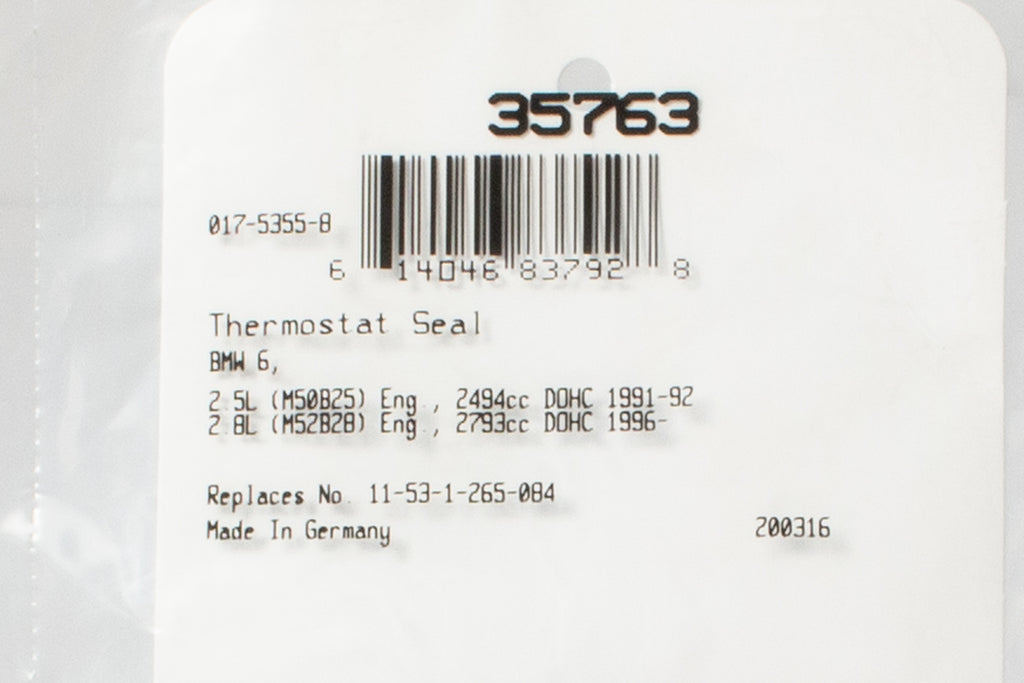 35763
017-5355-8
6 14046 83792 8
Thermostat Seal
BMW 6,
2.5L (M50B25) Eng., 2494cc DOHC 1991-92
2.8L (M52B28) Eng., 2793cc DOHC 1996-
Replaces No. 11-53-1-265-084
Made In Germany 200316